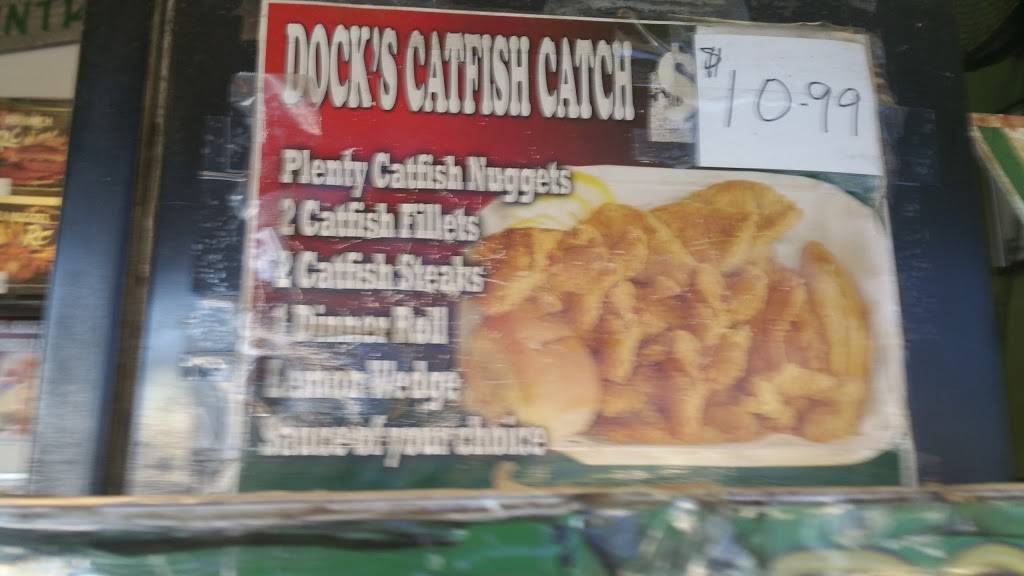 DOCK'S CATFISH CATCH $
$10.99
Plenty Catfish Nuggets
2 Catfish Fillets
2 Catfish Steaks
1 Dinner Roll
Lemon Wedge
Sauce of your choice